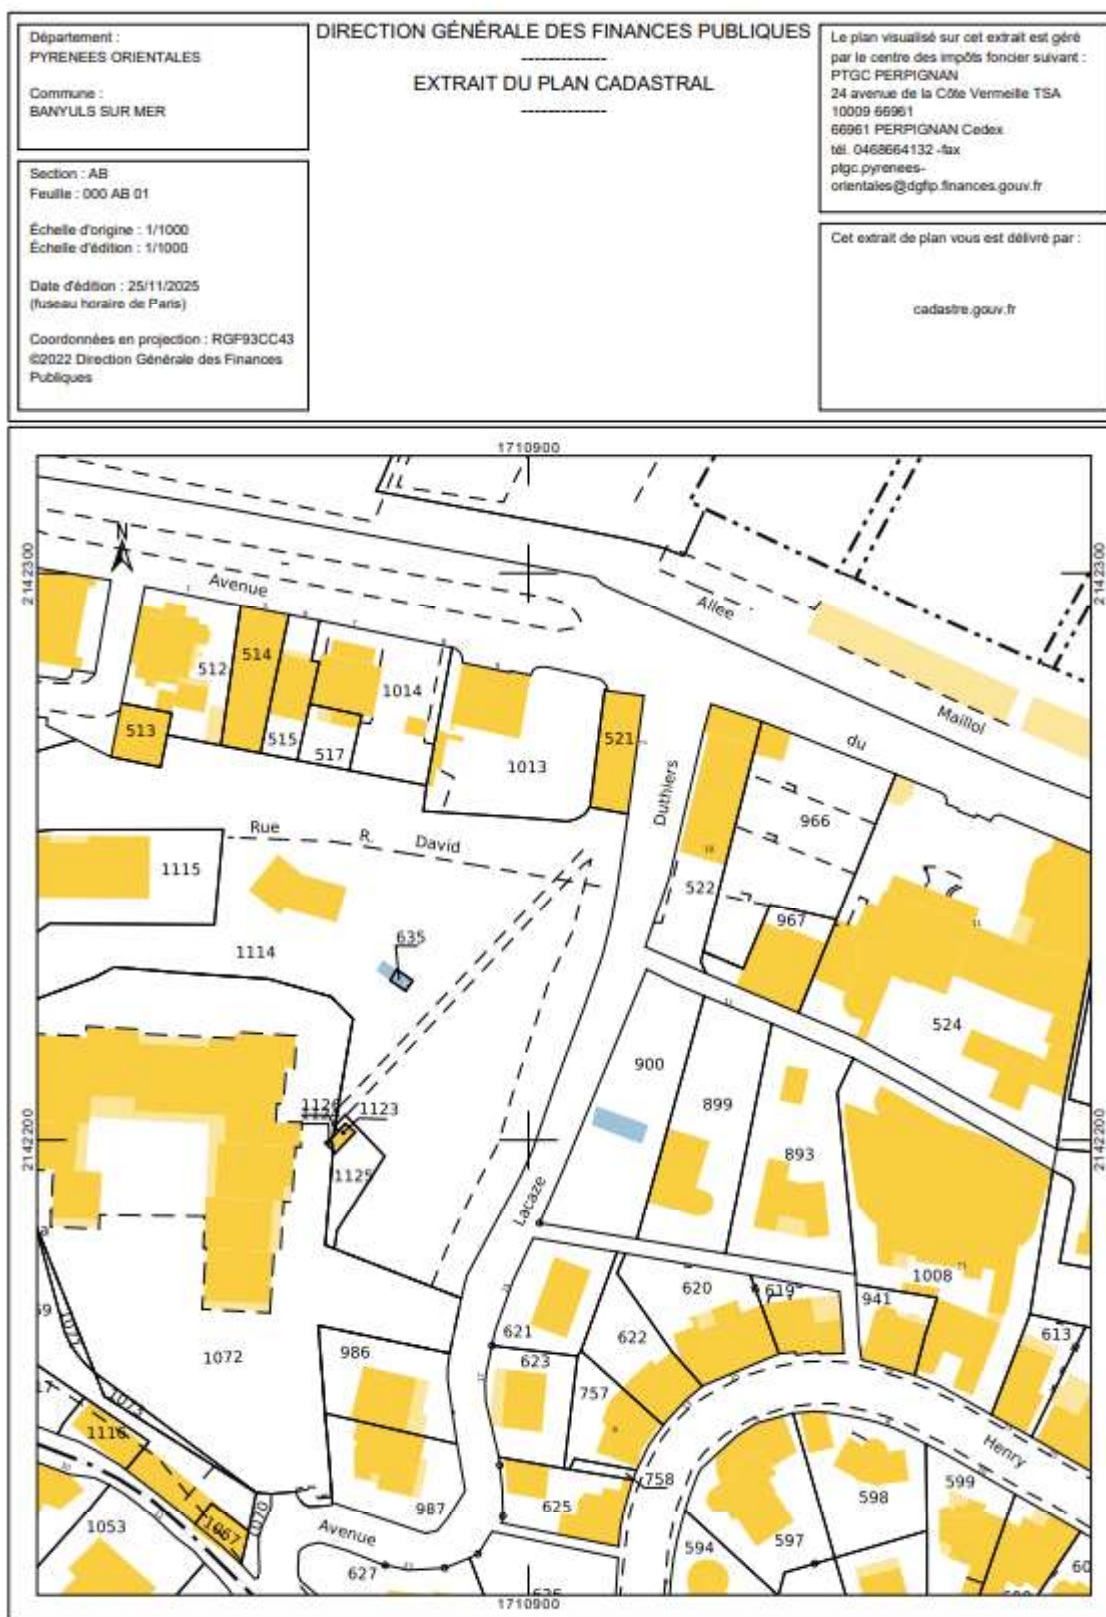 Département :
PYRENEES ORIENTALES
Commune :
BANYULS SUR MER
Section : AB
Feuille : 000 AB 01
Échelle d'origine : 1/1000
Échelle d'édition : 1/1000
Date d'édition : 25/11/2025
(fuseau horaire de Paris)
Coordonnées en projection : RGF93CC43
©2022 Direction Générale des Finances
Publiques
DIRECTION GÉNÉRALE DES FINANCES PUBLIQUES
-------------
EXTRAIT DU PLAN CADASTRAL
-------------
Le plan visualisé sur cet extrait est géré
par le centre des impôts foncier suivant :
PTGC PERPIGNAN
24 avenue de la Côte Vermeille TSA
10009 66961
66961 PERPIGNAN Cedex
tél. 0468664132 -fax
ptgc.pyrenees-
orientales@dgfip.finances.gouv.fr
Cet extrait de plan vous est délivré par :
cadastre.gouv.fr
1710900
2142300
2142300
N
Avenue
Allee
Maillol
du
512
514
513
515
517
1014
1013
521
Duthiers
966
522
967
Rue R. David
1115
635
1114
524
900
899
893
2142200
2142200
1126
1123
1125
Lacaze
1008
620
619
941
621
622
613
1072
986
623
757
1073
1116
1067
1070
987
625
758
Henry
599
598
597
594
1053
Avenue
627
1710900